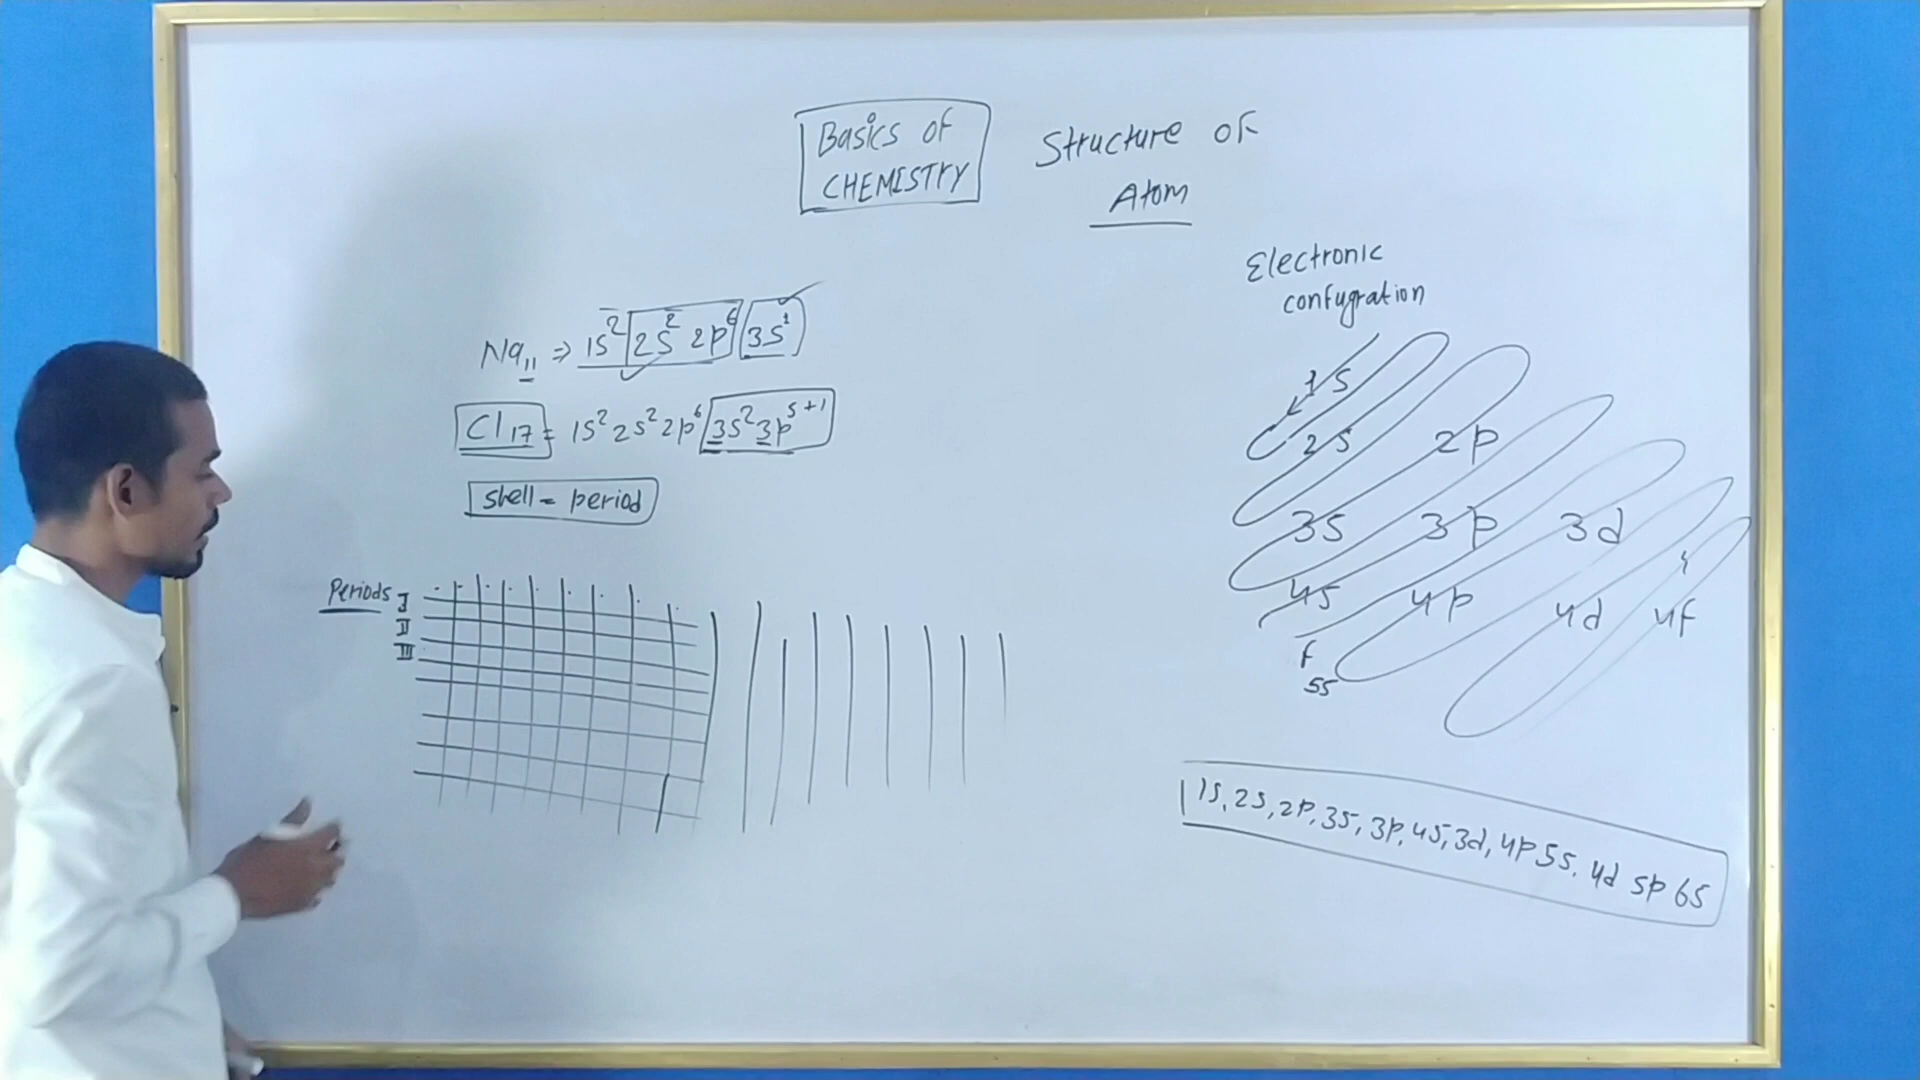 Basics of
CHEMISTRY
Structure of
Atom
Electronic
confugration
Na₁₁ ⇒ 1S² 2S² 2p⁶ 3S¹
Cl₁₇ = 1S² 2S² 2p⁶ 3S² 3p⁵⁺¹
shell = period
Periods I
II
III
1S
2S 2p
3S 3p 3d
4S 4p 4d 4f
5S
1S, 2S, 2P, 3S, 3P, 4S, 3d, 4P 5S, 4d 5P 6S